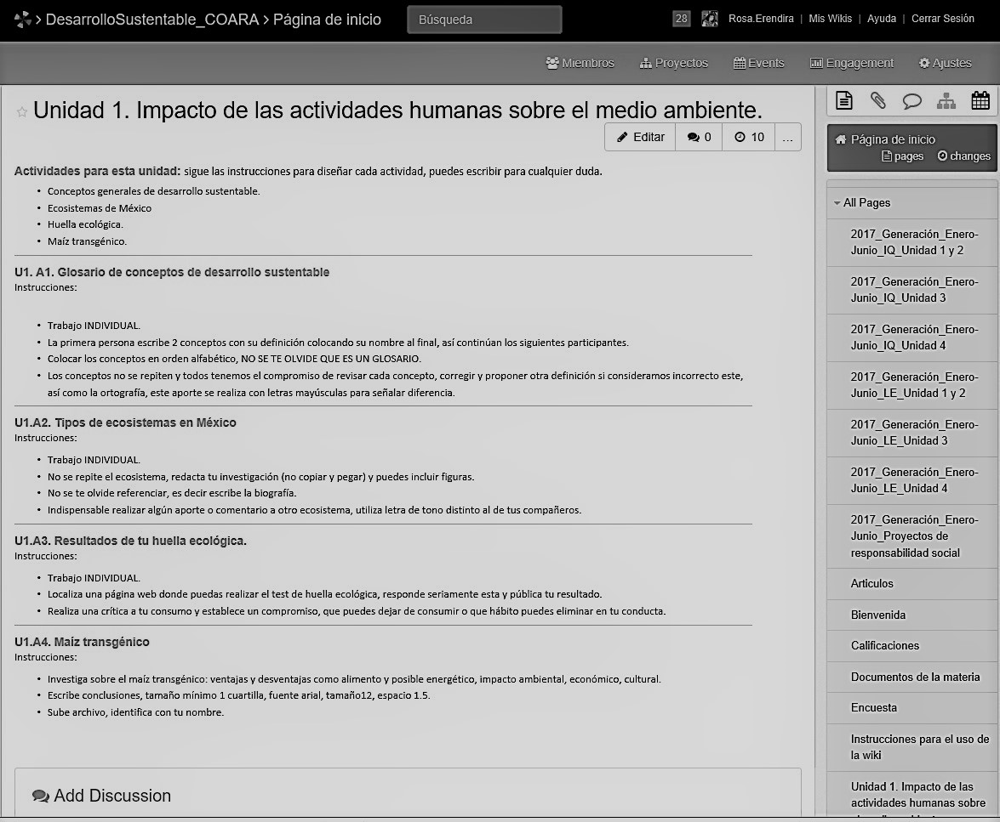 > DesarrolloSustentable_COARA > Página de inicio
Búsqueda
28 Rosa.Erendira | Mis Wikis | Ayuda | Cerrar Sesión
Miembros Proyectos Events Engagement Ajustes
Unidad 1. Impacto de las actividades humanas sobre el medio ambiente.
Editar 0 10 ...
Actividades para esta unidad: sigue las instrucciones para diseñar cada actividad, puedes escribir para cualquier duda.
• Conceptos generales de desarrollo sustentable.
• Ecosistemas de México
• Huella ecológica.
• Maíz transgénico.
U1. A1. Glosario de conceptos de desarrollo sustentable
Instrucciones:
• Trabajo INDIVIDUAL.
• La primera persona escribe 2 conceptos con su definición colocando su nombre al final, así continúan los siguientes participantes.
• Colocar los conceptos en orden alfabético, NO SE TE OLVIDE QUE ES UN GLOSARIO.
• Los conceptos no se repiten y todos tenemos el compromiso de revisar cada concepto, corregir y proponer otra definición si consideramos incorrecto este,
así como la ortografía, este aporte se realiza con letras mayúsculas para señalar diferencia.
U1.A2. Tipos de ecosistemas en México
Instrucciones:
• Trabajo INDIVIDUAL.
• No se repite el ecosistema, redacta tu investigación (no copiar y pegar) y puedes incluir figuras.
• No se te olvide referenciar, es decir escribe la biografía.
• Indispensable realizar algún aporte o comentario a otro ecosistema, utiliza letra de tono distinto al de tus compañeros.
U1.A3. Resultados de tu huella ecológica.
Instrucciones:
• Trabajo INDIVIDUAL.
• Localiza una página web donde puedas realizar el test de huella ecológica, responde seriamente esta y pública tu resultado.
• Realiza una crítica a tu consumo y establece un compromiso, que puedes dejar de consumir o que hábito puedes eliminar en tu conducta.
U1.A4. Maíz transgénico
Instrucciones:
• Investiga sobre el maíz transgénico: ventajas y desventajas como alimento y posible energético, impacto ambiental, económico, cultural.
• Escribe conclusiones, tamaño mínimo 1 cuartilla, fuente arial, tamaño12, espacio 1.5.
• Sube archivo, identifica con tu nombre.
Add Discussion
Página de inicio
pages changes
All Pages
2017_Generación_Enero-
Junio_IQ_Unidad 1 y 2
2017_Generación_Enero-
Junio_IQ_Unidad 3
2017_Generación_Enero-
Junio_IQ_Unidad 4
2017_Generación_Enero-
Junio_LE_Unidad 1 y 2
2017_Generación_Enero-
Junio_LE_Unidad 3
2017_Generación_Enero-
Junio_LE_Unidad 4
2017_Generación_Enero-
Junio_Proyectos de
responsabilidad social
Articulos
Bienvenida
Calificaciones
Documentos de la materia
Encuesta
Instrucciones para el uso de
la wiki
Unidad 1. Impacto de las
actividades humanas sobre